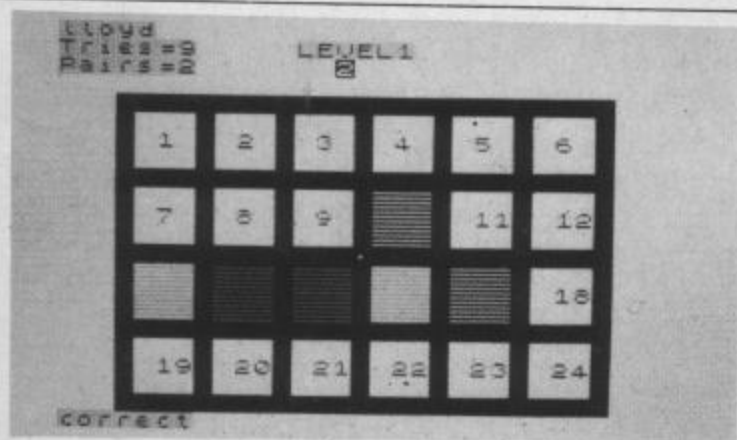 Lloyd
Tries=9
Pairs=2
LEVEL1
2
1 2 3 4 5 6
7 8 9 11 12
18
19 20 21 22 23 24
correct